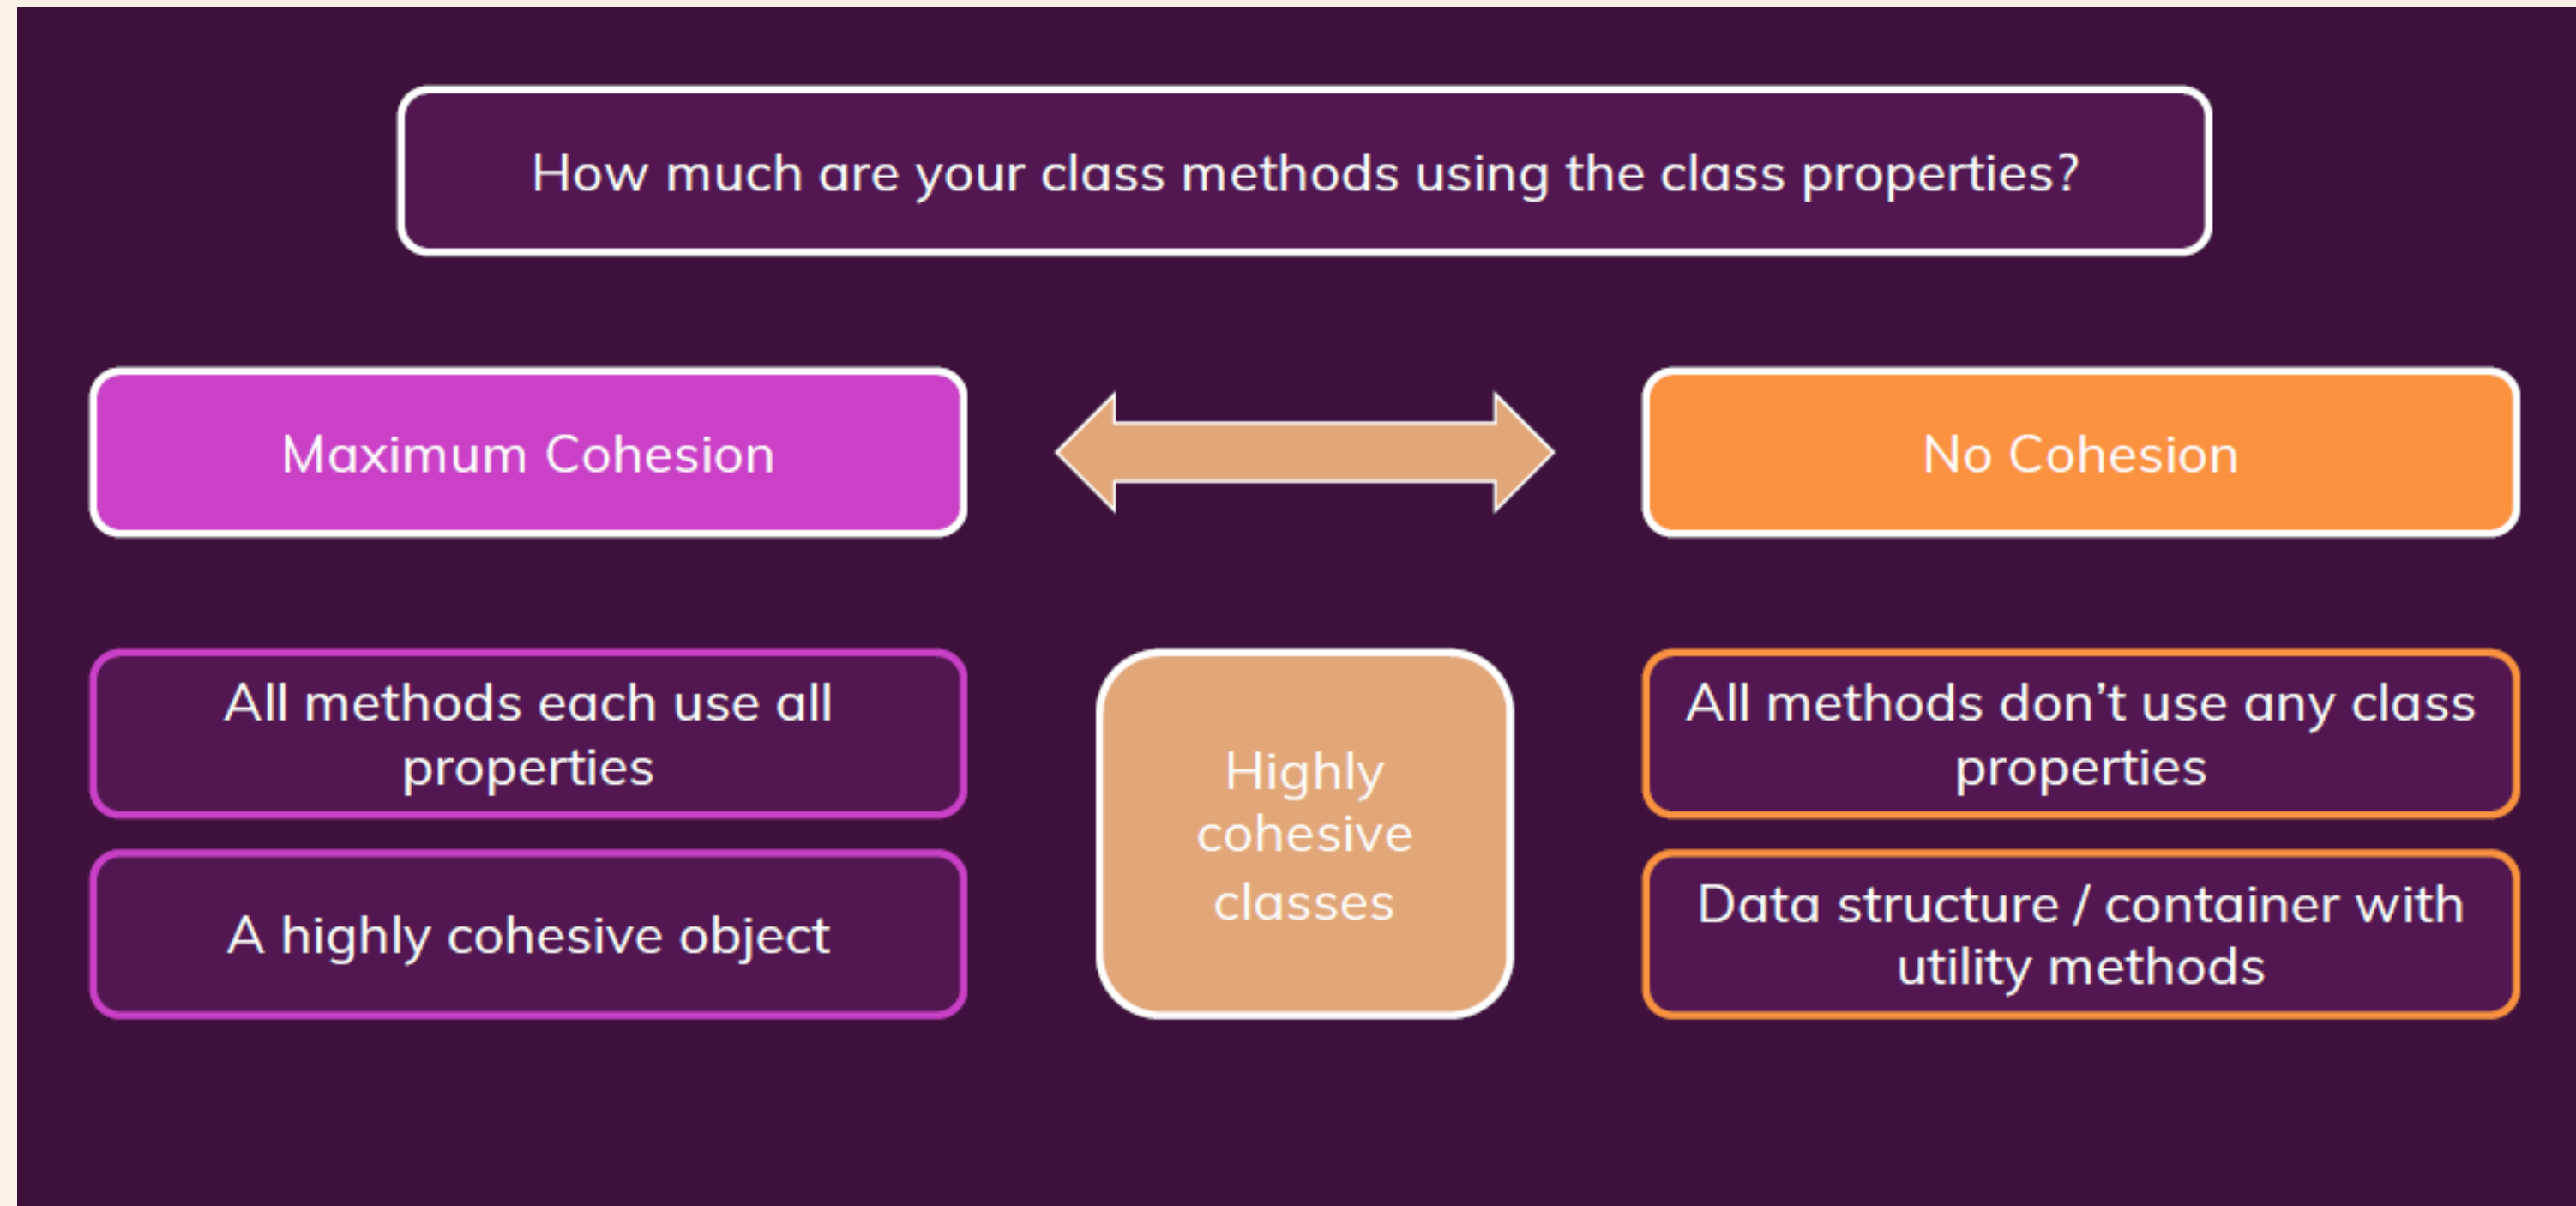 How much are your class methods using the class properties?
Maximum Cohesion
No Cohesion
All methods each use all
properties
A highly cohesive object
Highly
cohesive
classes
All methods don’t use any class
properties
Data structure / container with
utility methods